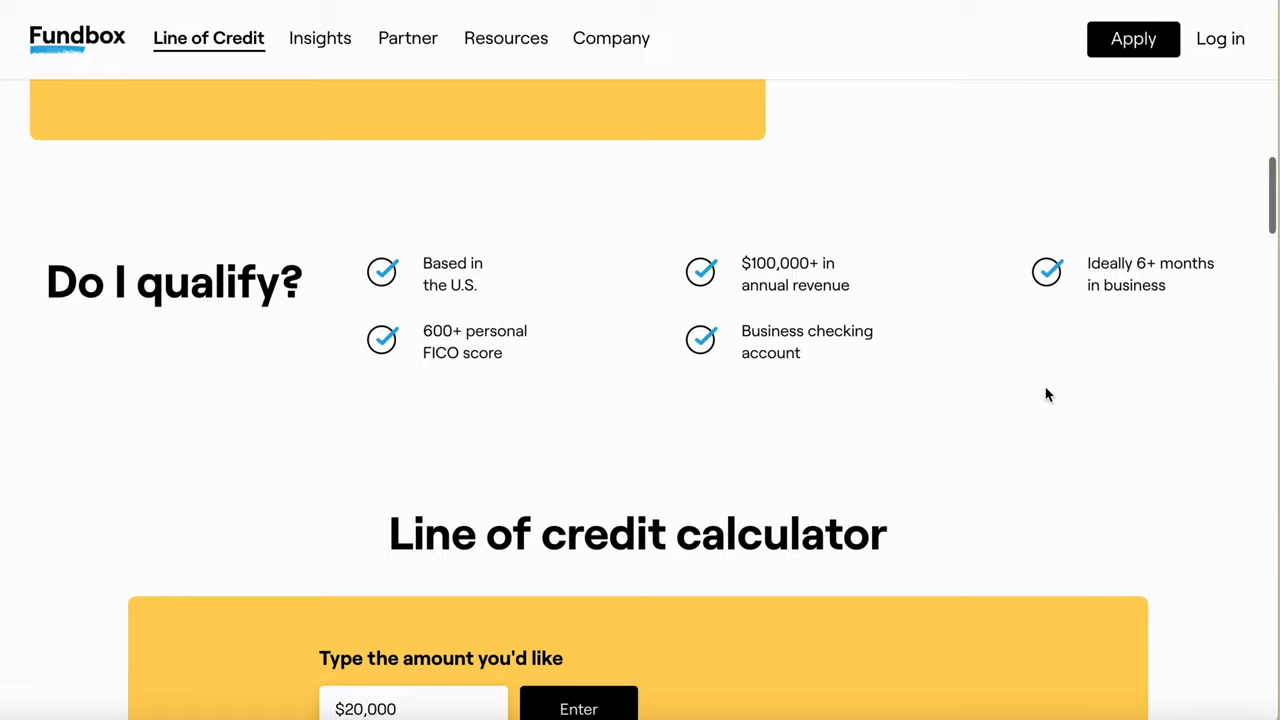 Fundbox
Line of Credit
Insights
Partner
Resources
Company
Apply
Log in
Do I qualify?
Based in
the U.S.
$100,000+ in
annual revenue
Ideally 6+ months
in business
600+ personal
FICO score
Business checking
account
Line of credit calculator
Type the amount you'd like
$20,000
Enter